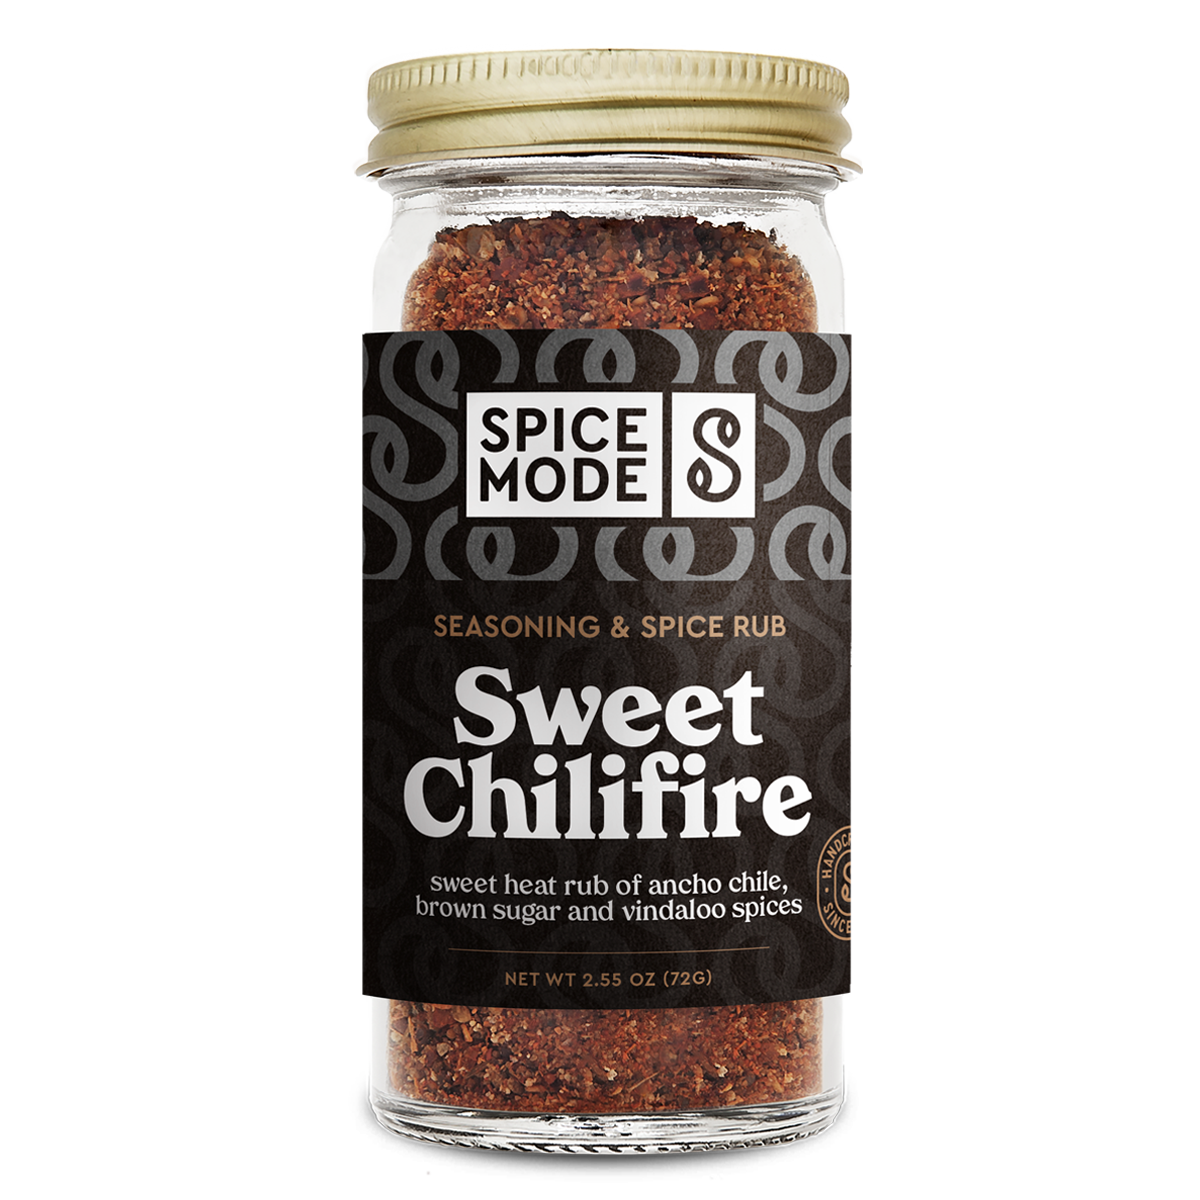 SPICE
MODE
SEASONING & SPICE RUB
Sweet
Chilifire
sweet heat rub of ancho chile,
brown sugar and vindaloo spices
NET WT 2.55 OZ (72G)
SINCE